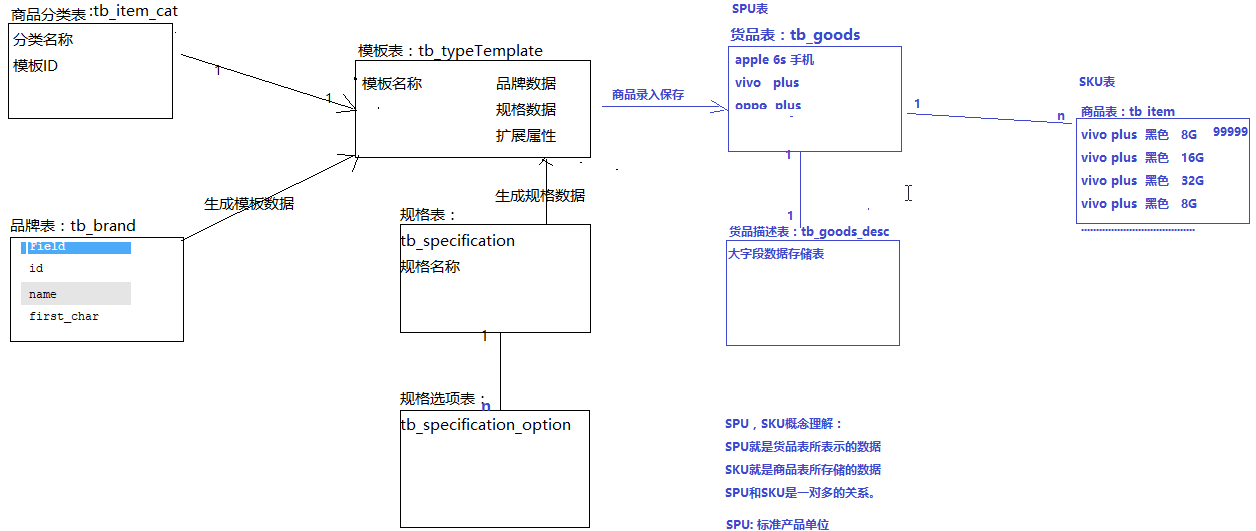 商品分类表:tb_item_cat
分类名称
模板ID
1
1
模板表：tb_typeTemplate
模板名称
品牌数据
规格数据
扩展属性
商品录入保存
SPU表
货品表：tb_goods
apple 6s 手机
vivo plus
oppo plus
1
n
SKU表
商品表：tb_item
vivo plus 黑色 8G 99999
vivo plus 黑色 16G
vivo plus 黑色 32G
vivo plus 黑色 8G
1
1
货品描述表：tb_goods_desc
大字段数据存储表
生成模板数据
品牌表：tb_brand
Field
id
name
first_char
生成规格数据
规格表：
tb_specification
规格名称
1
n
规格选项表：
tb_specification_option
SPU，SKU概念理解：
SPU就是货品表所表示的数据
SKU就是商品表所存储的数据
SPU和SKU是一对多的关系。
SPU: 标准产品单位